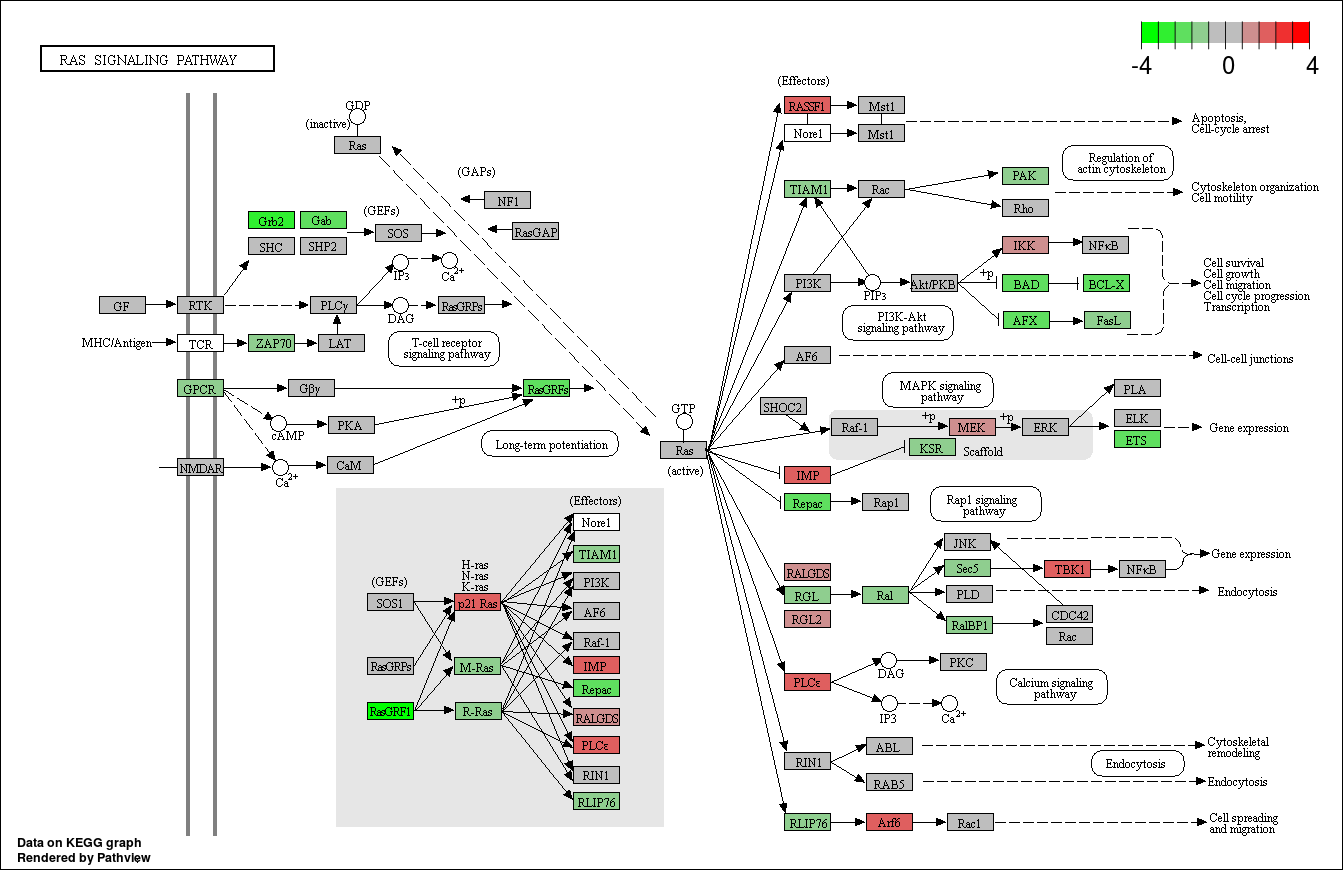 RAS SIGNALING PATHWAY
-4
0
4
GDP
(inactive)
Ras
(GAPs)
NF1
RasGAP
(GEFs)
Grb2
Gab
SOS
SHC
SHP2
IP3
Ca2+
GF
RTK
PLCγ
DAG
RasGRPs
MHC/Antigen
TCR
ZAP70
LAT
T-cell receptor
signaling pathway
GPCR
Gβγ
RasGRFs
+p
cAMP
PKA
Long-term potentiation
NMDAR
Ca2+
CaM
GTP
Ras
(active)
(Effectors)
RASSF1
Mst1
Nore1
Mst1
Apoptosis,
Cell-cycle arrest
Regulation of
actin cytoskeleton
TIAM1
Rac
PAK
Rho
Cytoskeleton organization
Cell motility
PI3K
PIP3
Akt/PKB
+p
IKK
NFκB
BAD
BCL-X
AFX
FasL
PI3K-Akt
signaling pathway
Cell survival
Cell growth
Cell migration
Cell cycle progression
Transcription
AF6
Cell-cell junctions
MAPK signaling
pathway
SHOC2
Raf-1
+p
MEK
+p
ERK
KSR
Scaffold
PLA
ELK
ETS
Gene expression
IMP
Repac
Rap1
Rap1 signaling
pathway
RALGDS
RGL
RGL2
Ral
JNK
Sec5
TBK1
NFκB
PLD
RalBP1
CDC42
Rac
Gene expression
Endocytosis
PLCε
DAG
PKC
IP3
Ca2+
Calcium signaling
pathway
RIN1
ABL
RAB5
Cytoskeletal
remodeling
Endocytosis
Endocytosis
RLIP76
Arf6
Rac1
Cell spreading
and migration
(Effectors)
Nore1
TIAM1
PI3K
AF6
Raf-1
IMP
Repac
RALGDS
PLCε
RIN1
RLIP76
(GEFs)
SOS1
RasGRPs
RasGRF1
H-ras
N-ras
K-ras
p21 Ras
M-Ras
R-Ras
Data on KEGG graph
Rendered by Pathview